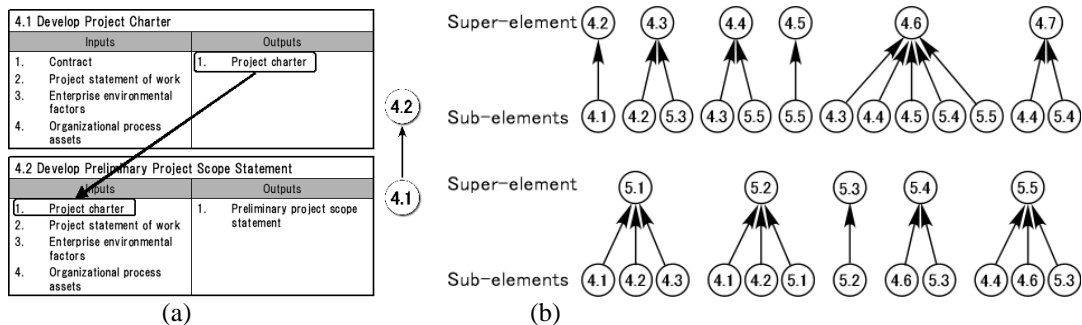 4.1 Develop Project Charter
Inputs
Outputs
1. Contract
2. Project statement of work
3. Enterprise environmental
factors
4. Organizational process
assets
1. Project charter
4.2 Develop Preliminary Project Scope Statement
Inputs
Outputs
1. Project charter
2. Project statement of work
3. Enterprise environmental
factors
4. Organizational process
assets
1. Preliminary project scope
statement
4.2
4.1
(a)
Super-element 4.2 4.3 4.4 4.5 4.6 4.7
Sub-elements 4.1 4.2 5.3 4.3 5.5 5.5 4.3 4.4 4.5 5.4 5.5 4.4 5.4
Super-element 5.1 5.2 5.3 5.4 5.5
Sub-elements 4.1 4.2 4.3 4.1 4.2 5.1 5.2 4.6 5.3 4.4 4.6 5.3
(b)